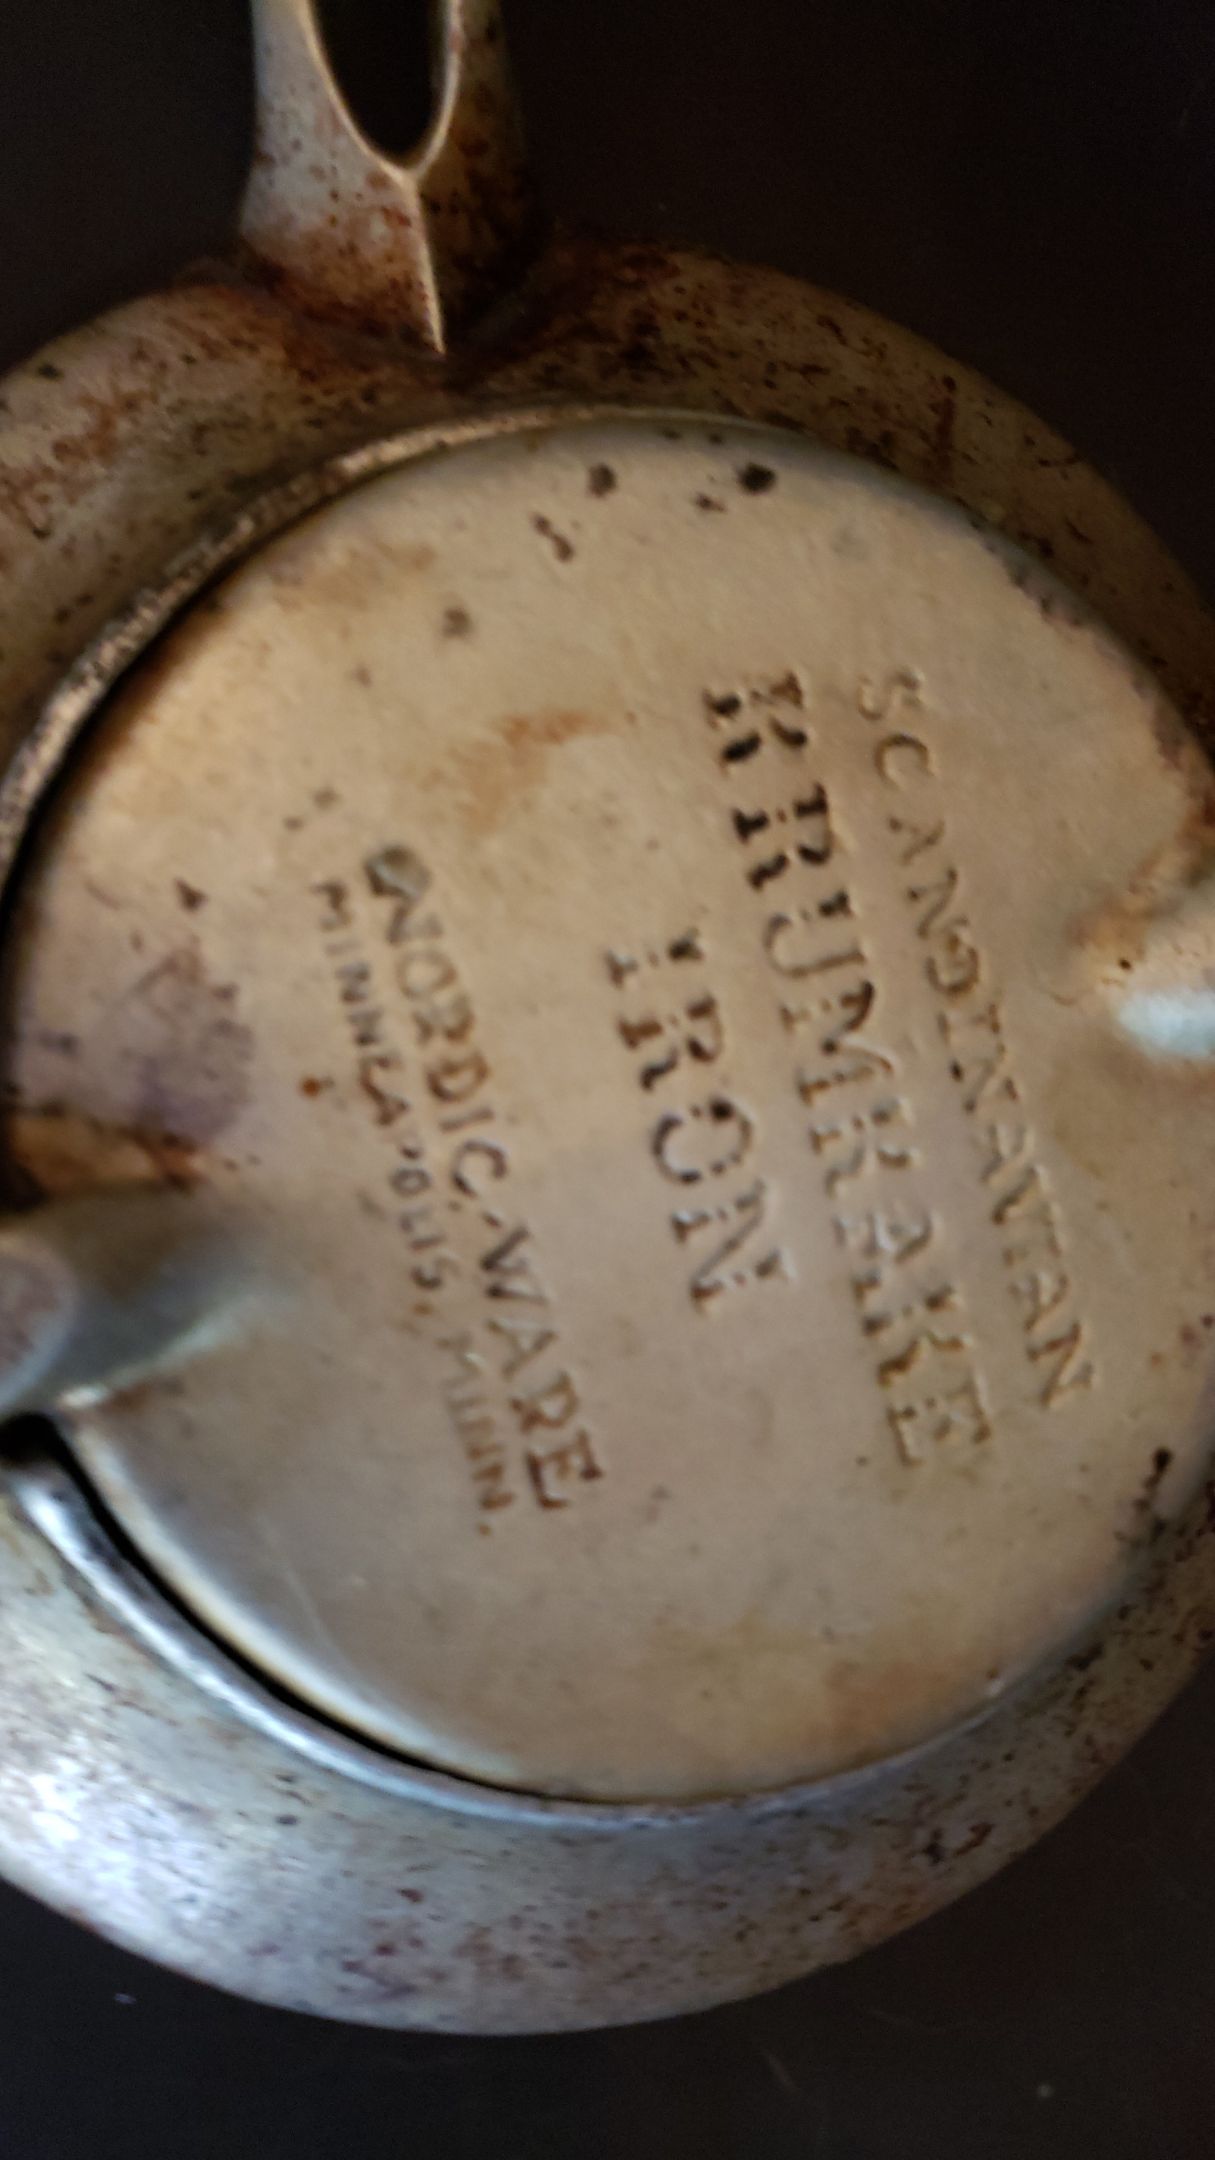 SCANDINAVIAN
KRUMKAKE
IRON
NORDIC-WARE
MINNEAPOLIS, MINN.